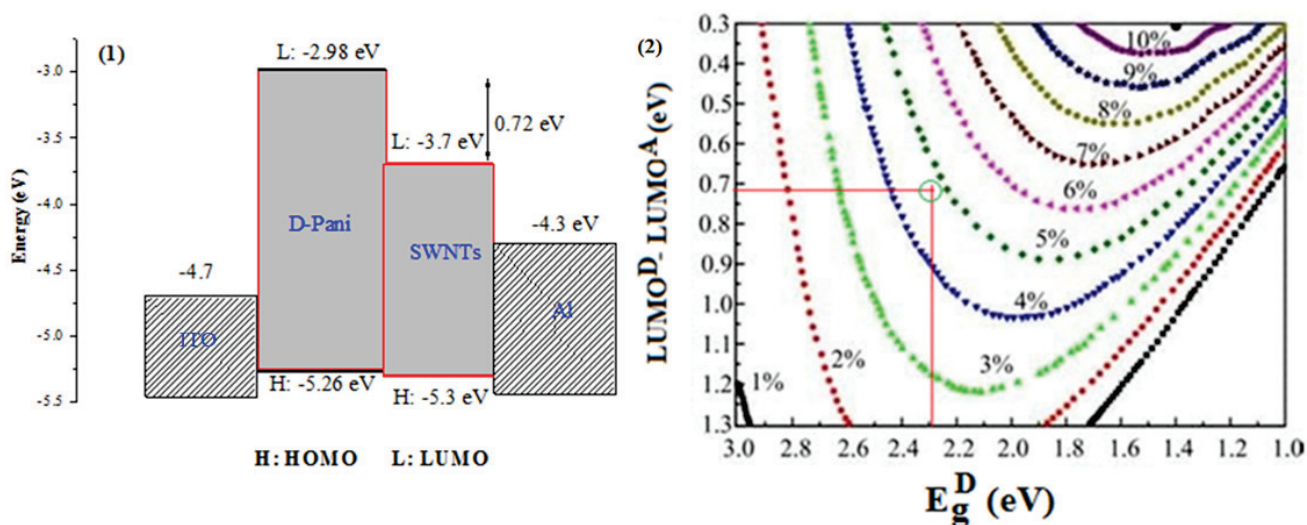 (1)
Energy (eV)
-3.0
-3.5
-4.0
-4.5
-5.0
-5.5
L: -2.98 eV
0.72 eV
L: -3.7 eV
D-Pani
SWNTs
-4.3 eV
-4.7
ITO
Al
H: -5.26 eV
H: -5.3 eV
H: HOMO L: LUMO
(2)
LUMOᴰ-LUMOᴬ(eV)
0.3
0.4
0.5
0.6
0.7
0.8
0.9
1.0
1.1
1.2
1.3
10%
9%
8%
7%
6%
5%
4%
3%
2%
1%
3.0 2.8 2.6 2.4 2.2 2.0 1.8 1.6 1.4 1.2 1.0
E_g^D (eV)